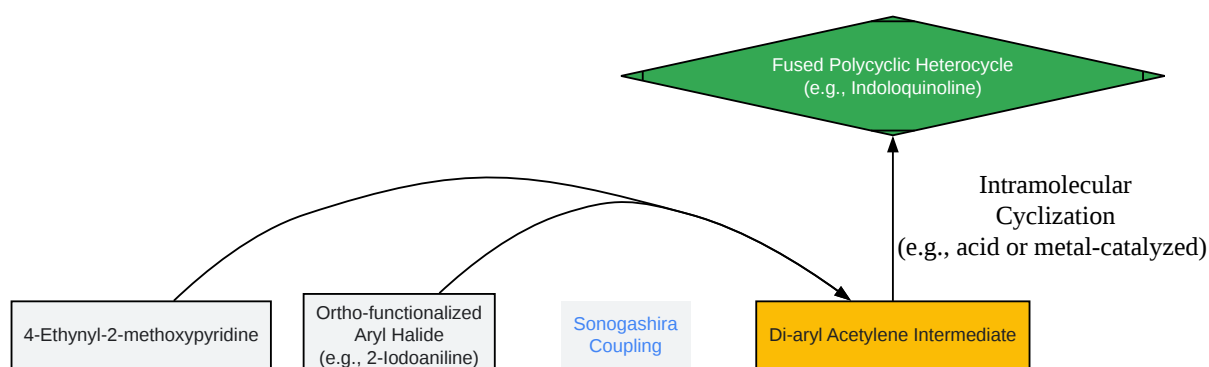 Fused Polycyclic Heterocycle
(e.g., Indoloquinoline)
Intramolecular
Cyclization
(e.g., acid or metal-catalyzed)
4-Ethynyl-2-methoxypyridine
Ortho-functionalized
Aryl Halide
(e.g., 2-Iodoaniline)
Sonogashira
Coupling
Di-aryl Acetylene Intermediate